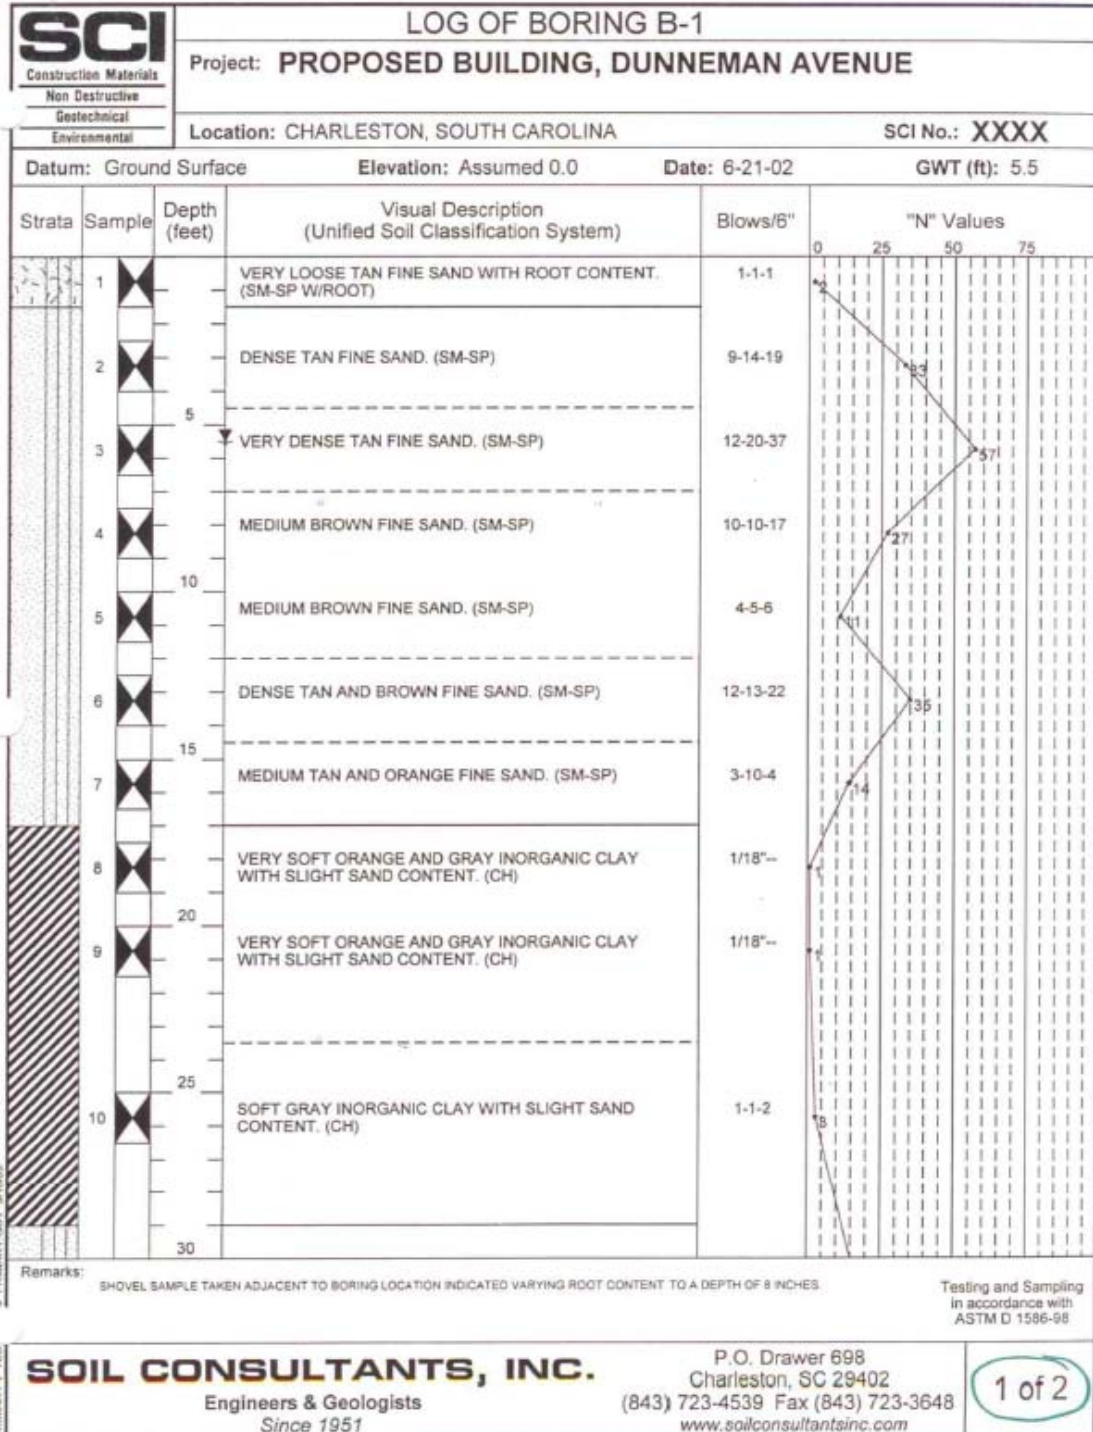 SCI
Construction Materials
Non Destructive
Geotechnical
Environmental
LOG OF BORING B-1
Project: PROPOSED BUILDING, DUNNEMAN AVENUE
Location: CHARLESTON, SOUTH CAROLINA SCI No.: XXXX
Datum: Ground Surface Elevation: Assumed 0.0 Date: 6-21-02 GWT (ft): 5.5
Strata Sample Depth (feet) Visual Description (Unified Soil Classification System) Blows/6" "N" Values
0 25 50 75
1 VERY LOOSE TAN FINE SAND WITH ROOT CONTENT. 1-1-1
(SM-SP W/ROOT)
2
2 DENSE TAN FINE SAND. (SM-SP) 9-14-19
33
5
3 VERY DENSE TAN FINE SAND. (SM-SP) 12-20-37
57
4 MEDIUM BROWN FINE SAND. (SM-SP) 10-10-17
27
10
5 MEDIUM BROWN FINE SAND. (SM-SP) 4-5-6
11
6 DENSE TAN AND BROWN FINE SAND. (SM-SP) 12-13-22
35
15
7 MEDIUM TAN AND ORANGE FINE SAND. (SM-SP) 3-10-4
14
8 VERY SOFT ORANGE AND GRAY INORGANIC CLAY 1/18"--
WITH SLIGHT SAND CONTENT. (CH)
1
20
9 VERY SOFT ORANGE AND GRAY INORGANIC CLAY 1/18"--
WITH SLIGHT SAND CONTENT. (CH)
1
25
10 SOFT GRAY INORGANIC CLAY WITH SLIGHT SAND 1-1-2
CONTENT. (CH)
3
30
Remarks:
SHOVEL SAMPLE TAKEN ADJACENT TO BORING LOCATION INDICATED VARYING ROOT CONTENT TO A DEPTH OF 8 INCHES.
Testing and Sampling
in accordance with
ASTM D 1586-98
SOIL CONSULTANTS, INC.
Engineers & Geologists
Since 1951
P.O. Drawer 698
Charleston, SC 29402
(843) 723-4539 Fax (843) 723-3648
www.soilconsultantsinc.com
1 of 2